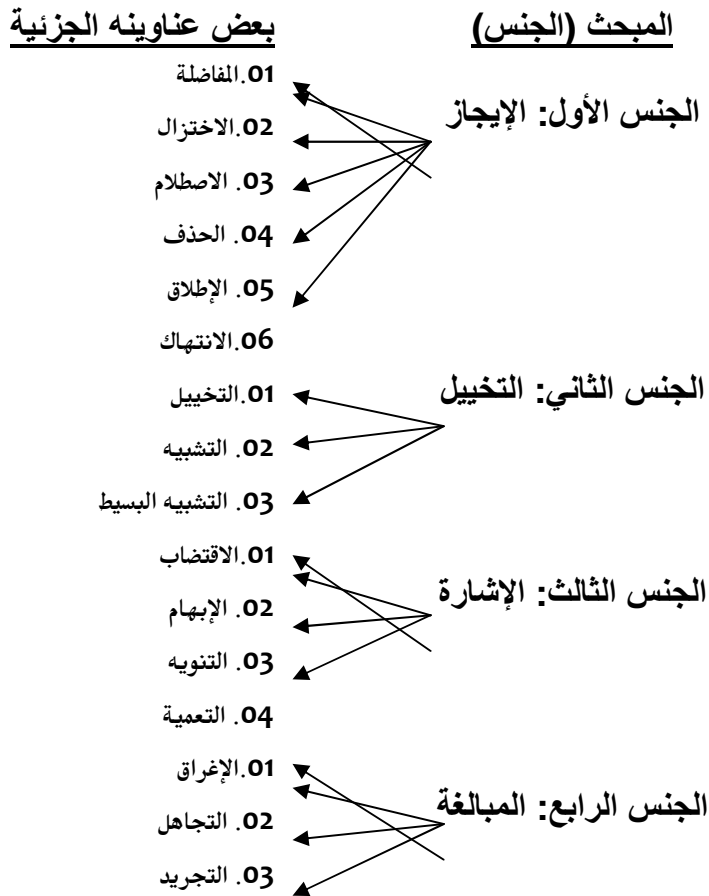 المبحث (الجنس) بعض عناوينه الجزئية
01.المفاضلة
الجنس الأول: الإيجاز
02.الاختزال
03. الاصطلام
04. الحذف
05. الإطلاق
06.الانتهاك
الجنس الثاني: التخييل
01.التخييل
02. التشبيه
03. التشبيه البسيط
01.الاقتضاب
الجنس الثالث: الإشارة
02. الإبهام
03. التنويه
04. التعمية
01.الإغراق
الجنس الرابع: المبالغة
02. التجاهل
03. التجريد